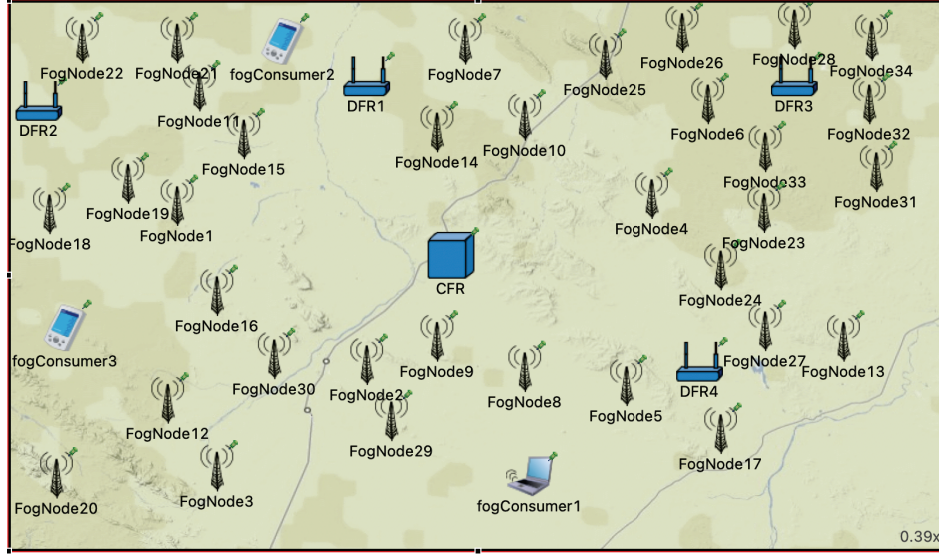 FogNode22
FogNode21
fogConsumer2
FogNode7
FogNode25
FogNode26
FogNode28
FogNode34
DFR2
FogNode11
DFR1
DFR3
FogNode15
FogNode14
FogNode10
FogNode6
FogNode32
FogNode19
FogNode1
FogNode18
FogNode33
FogNode31
FogNode4
FogNode23
CFR
FogNode24
FogNode16
fogConsumer3
FogNode30
FogNode2
FogNode9
FogNode8
FogNode5
DFR4
FogNode27
FogNode13
FogNode12
FogNode29
FogNode17
FogNode20
FogNode3
fogConsumer1
0.39x